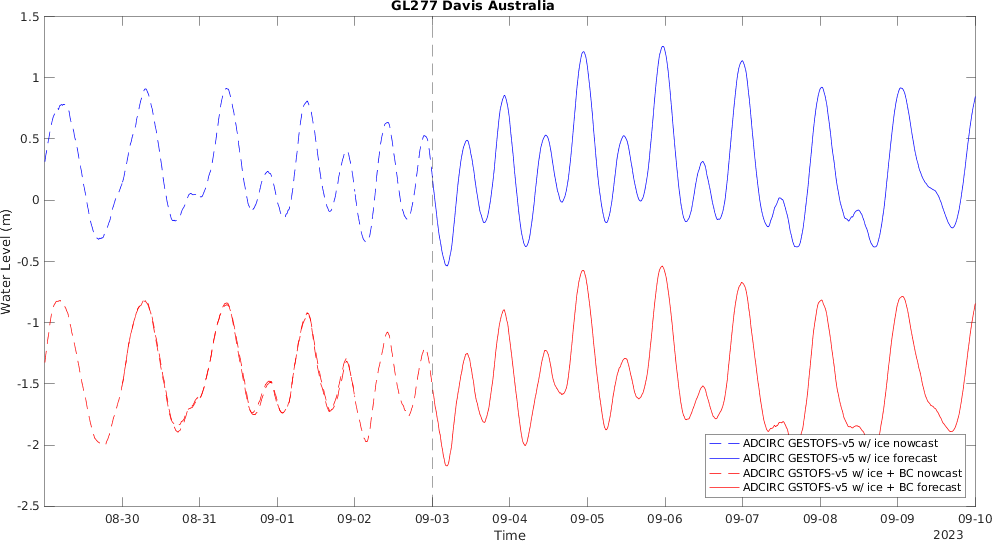 GL277 Davis Australia
1.5
1
0.5
0
-0.5
-1
-1.5
-2
-2.5
Water Level (m)
ADCIRC GESTOFS-v5 w/ ice nowcast
ADCIRC GESTOFS-v5 w/ ice forecast
ADCIRC GSTOFS-v5 w/ ice + BC nowcast
ADCIRC GSTOFS-v5 w/ ice + BC forecast
08-30 08-31 09-01 09-02 09-03 09-04 09-05 09-06 09-07 09-08 09-09 09-10
Time
2023